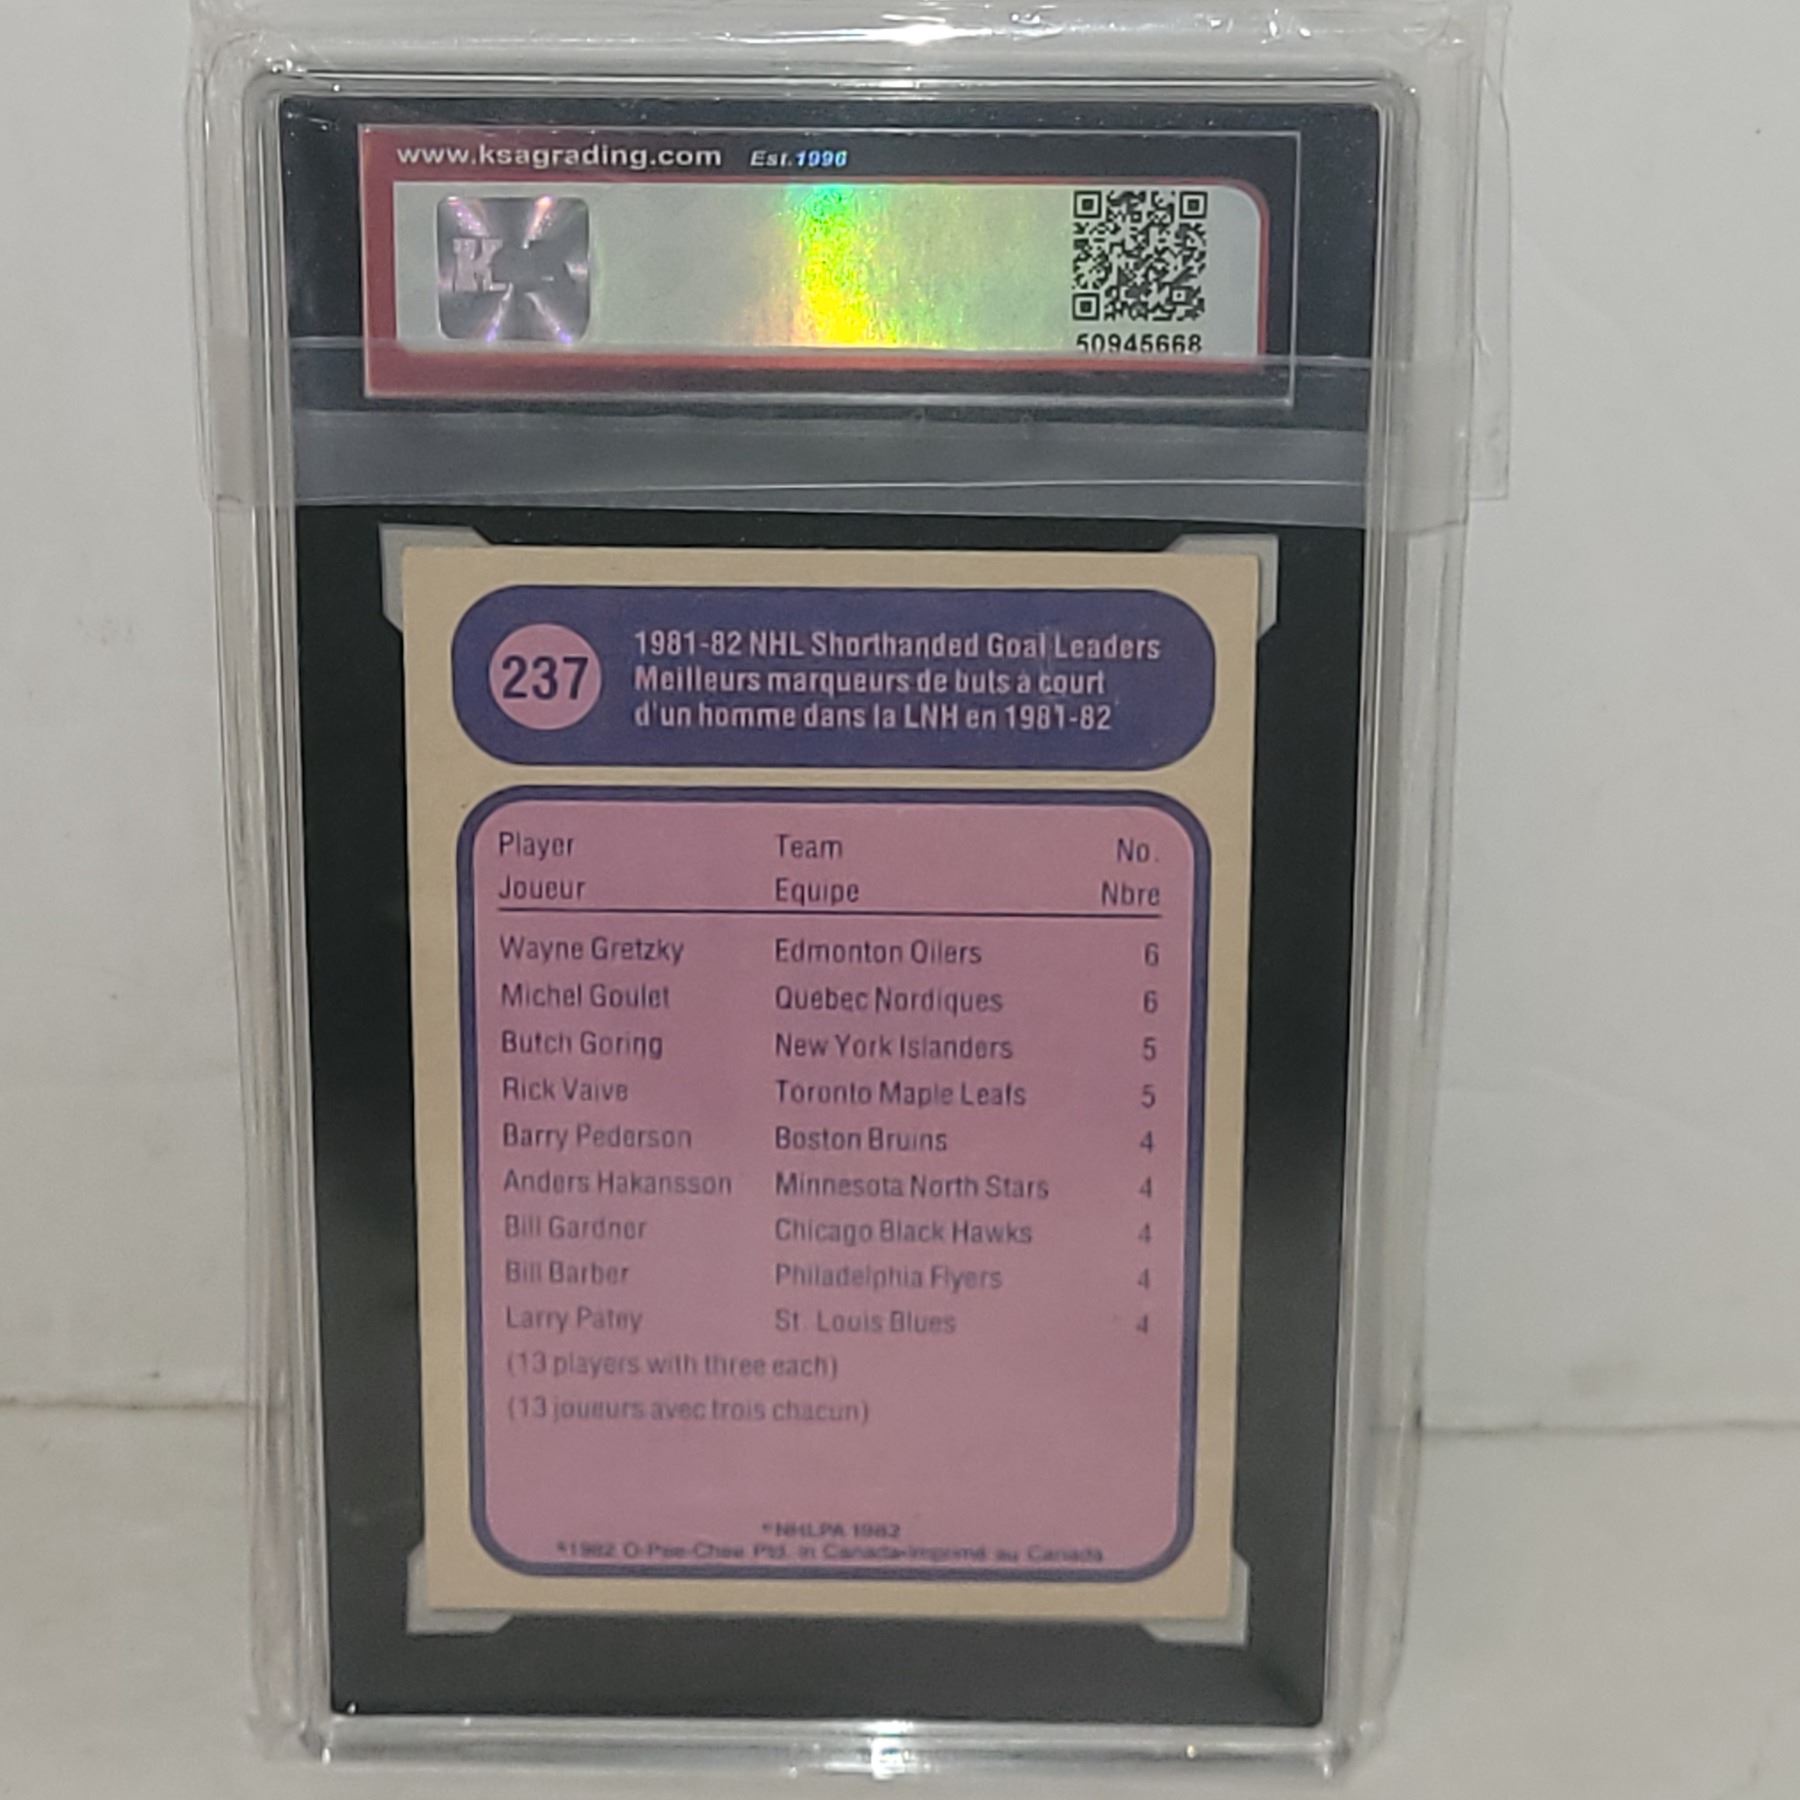 www.ksagrading.com Est.1996
50945668
237
1981-82 NHL Shorthanded Goal Leaders
Meilleurs marqueurs de buts à court
d'un homme dans la LNH en 1981-82
Player Team No.
Joueur Equipe Nbre
Wayne Gretzky Edmonton Oilers 6
Michel Goulet Quebec Nordiques 6
Butch Goring New York Islanders 5
Rick Vaive Toronto Maple Leafs 5
Barry Pederson Boston Bruins 4
Anders Hakansson Minnesota North Stars 4
Bill Gardner Chicago Black Hawks 4
Bill Barber Philadelphia Flyers 4
Larry Patey St. Louis Blues 4
(13 players with three each)
(13 joueurs avec trois chacun)
©NHLPA 1982
©1982 O-Pee-Chee Ptd. in Canada-Imprimé au Canada